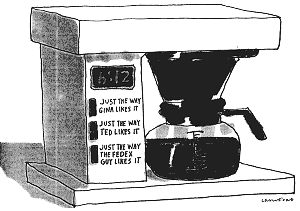 6:12
JUST THE WAY
GINA LIKES IT
JUST THE WAY
TED LIKES IT
JUST THE WAY
THE FEDEX
GUY LIKES IT